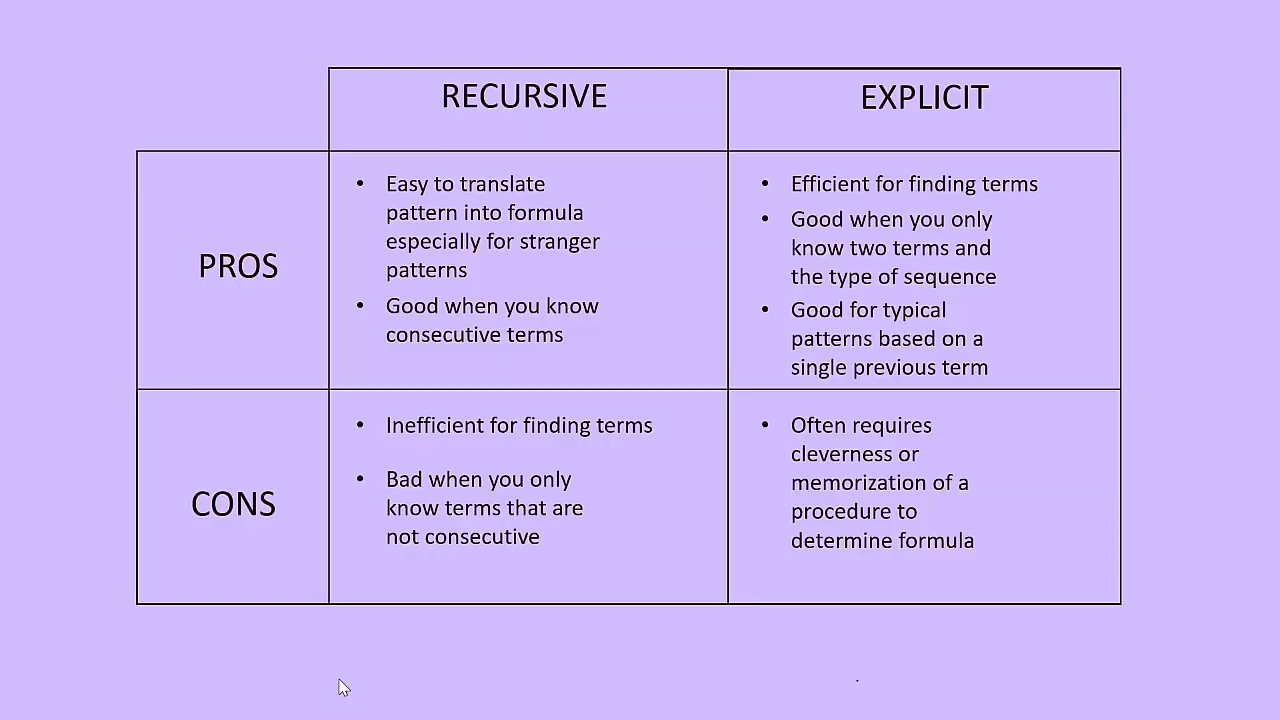 RECURSIVE
EXPLICIT
PROS
• Easy to translate
pattern into formula
especially for stranger
patterns
• Good when you know
consecutive terms
• Efficient for finding terms
• Good when you only
know two terms and
the type of sequence
• Good for typical
patterns based on a
single previous term
CONS
• Inefficient for finding terms
• Bad when you only
know terms that are
not consecutive
• Often requires
cleverness or
memorization of a
procedure to
determine formula